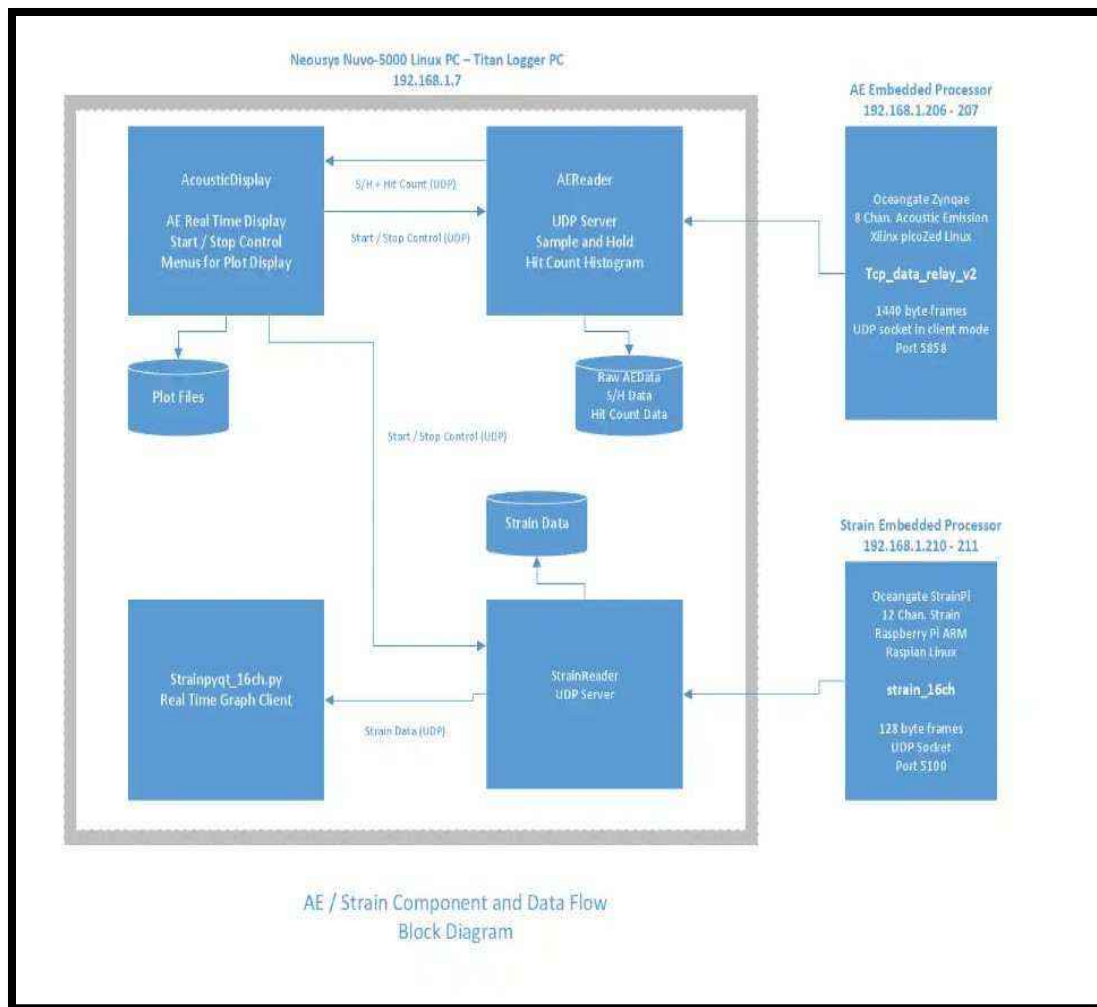 Neousys Nuvo-5000 Linux PC – Titan Logger PC
192.168.1.7
AcousticDisplay
AE Real Time Display
Start / Stop Control
Menus for Plot Display
S/H + Hit Count (UDP)
Start / Stop Control (UDP)
AEReader
UDP Server
Sample and Hold
Hit Count Histogram
AE Embedded Processor
192.168.1.206 - 207
Oceangate Zynqae
8 Chan. Acoustic Emission
Xilinx picoZed Linux
Tcp_data_relay_v2
1440 byte frames
UDP socket in client mode
Port 5858
Plot Files
Raw AEData
S/H Data
Hit Count Data
Start / Stop Control (UDP)
Strain Data
Strain Embedded Processor
192.168.1.210 - 211
Oceangate StrainPi
12 Chan. Strain
Raspberry Pi ARM
Raspian Linux
strain_16ch
128 byte frames
UDP Socket
Port 5100
Strainpyqt_16ch.py
Real Time Graph Client
Strain Data (UDP)
StrainReader
UDP Server
AE / Strain Component and Data Flow
Block Diagram